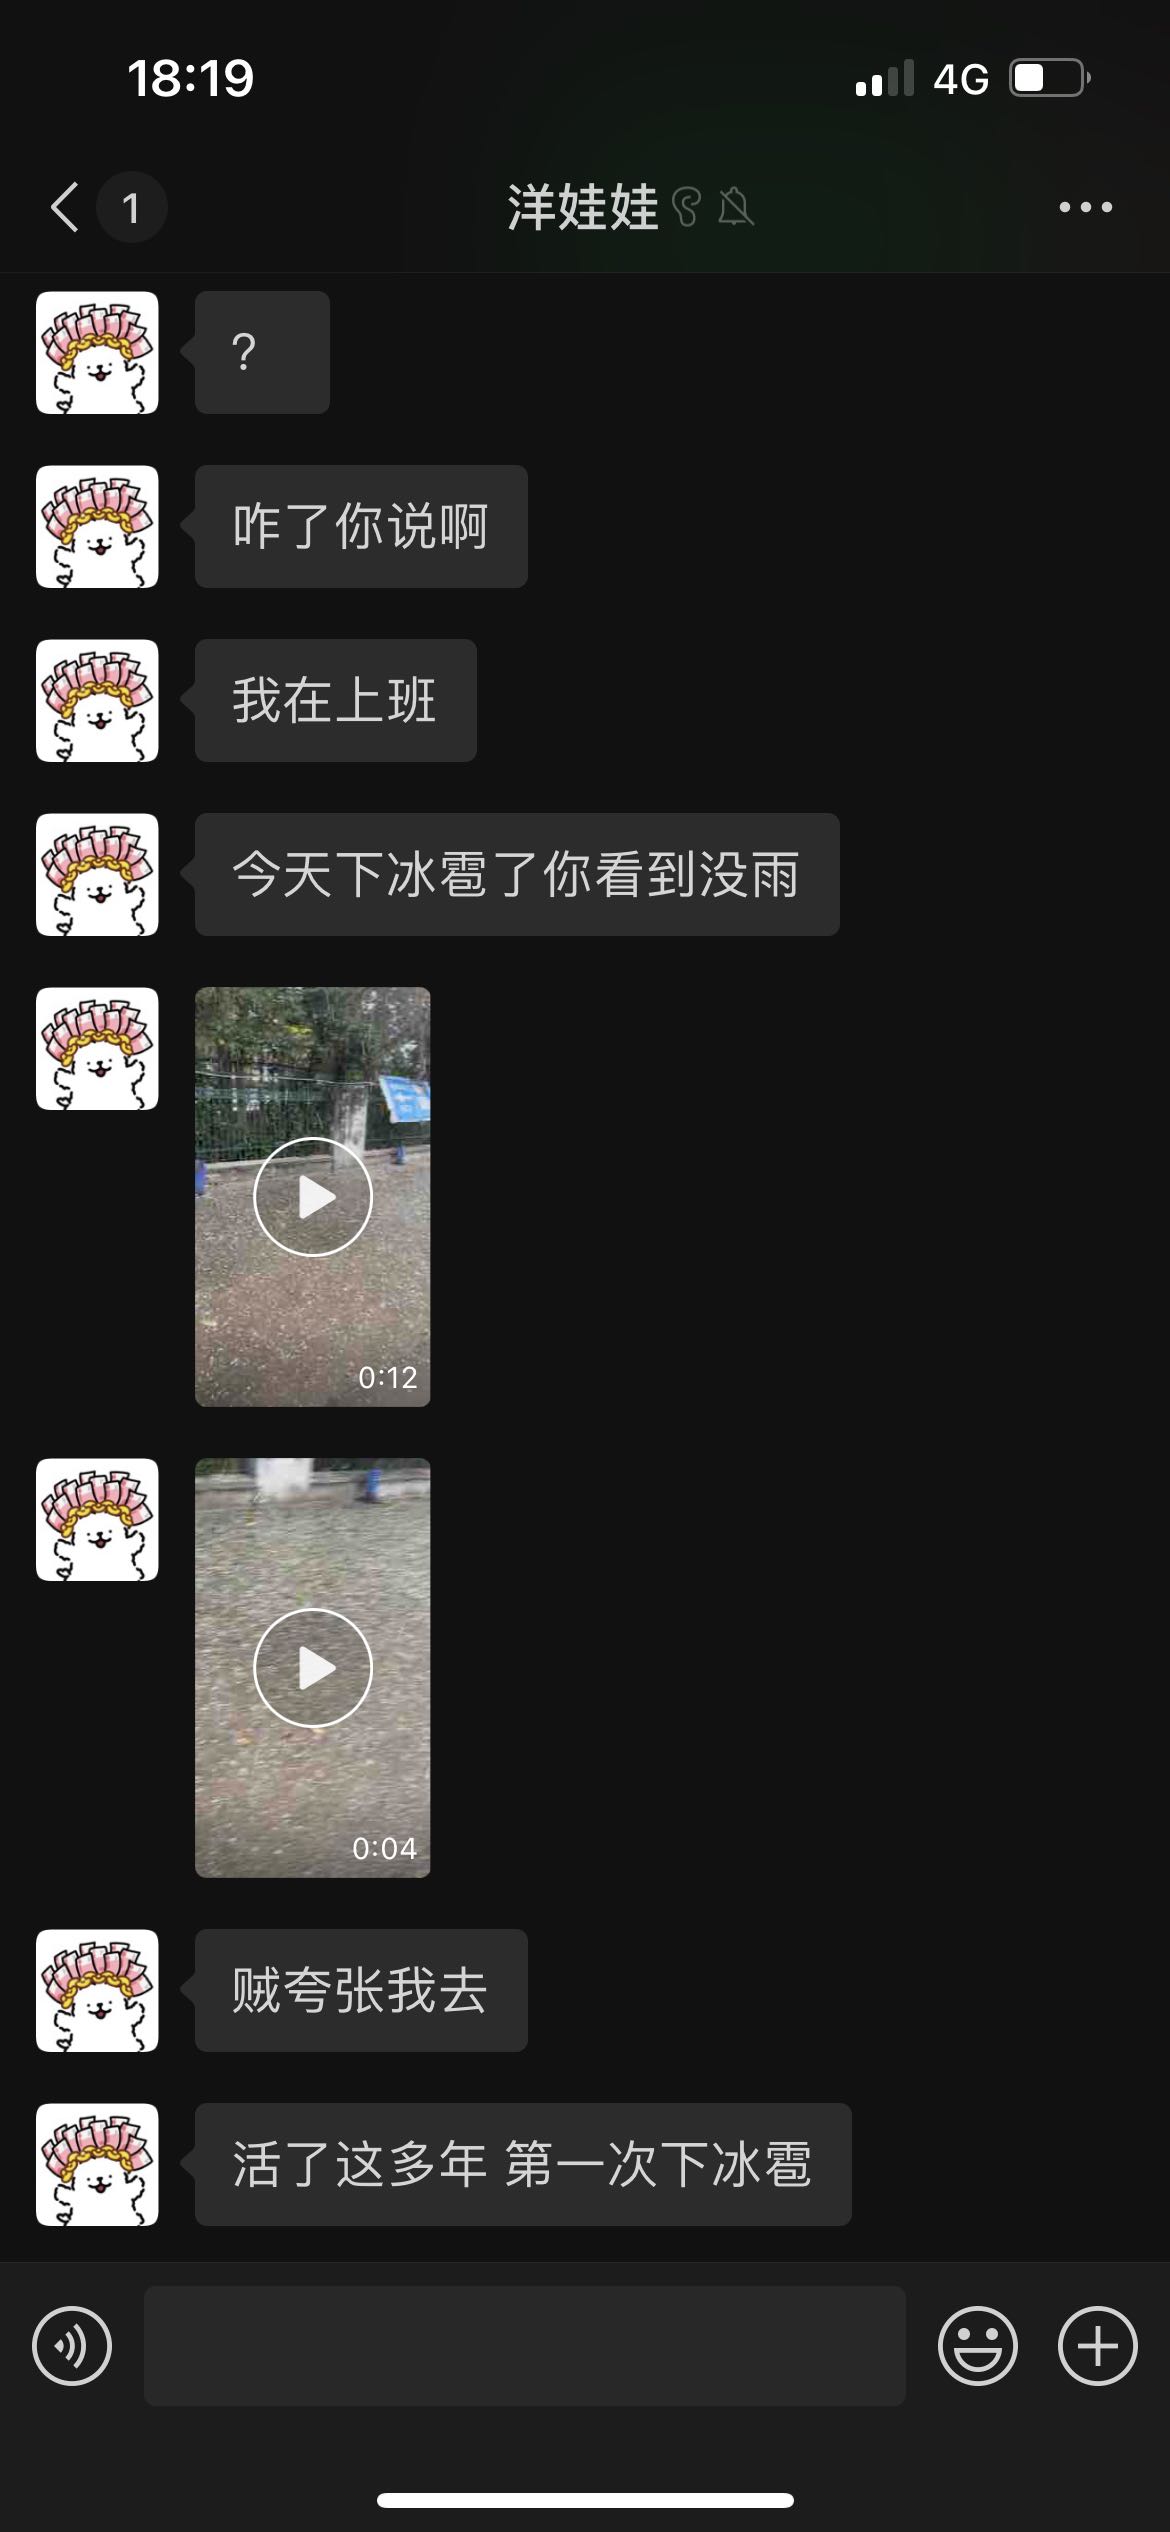 18:19
4G
1
洋娃娃
?
咋了你说啊
我在上班
今天下冰雹了你看到没雨
0:12
0:04
贼夸张我去
活了这多年 第一次下冰雹